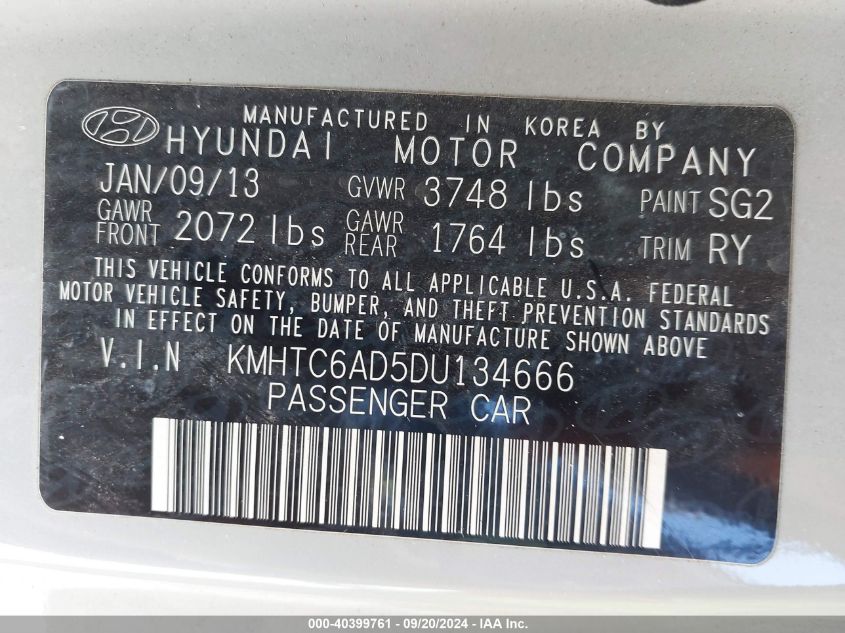 MANUFACTURED IN KOREA BY
HYUNDAI MOTOR COMPANY
JAN/09/13 GVWR 3748 lbs PAINT SG2
GAWR FRONT 2072 lbs GAWR REAR 1764 lbs TRIM RY
THIS VEHICLE CONFORMS TO ALL APPLICABLE U.S.A. FEDERAL
MOTOR VEHICLE SAFETY, BUMPER, AND THEFT PREVENTION STANDARDS
IN EFFECT ON THE DATE OF MANUFACTURE SHOWN ABOVE
V.I.N KMHTC6AD5DU134666
PASSENGER CAR
000-40399761 - 09/20/2024 - IAA Inc.